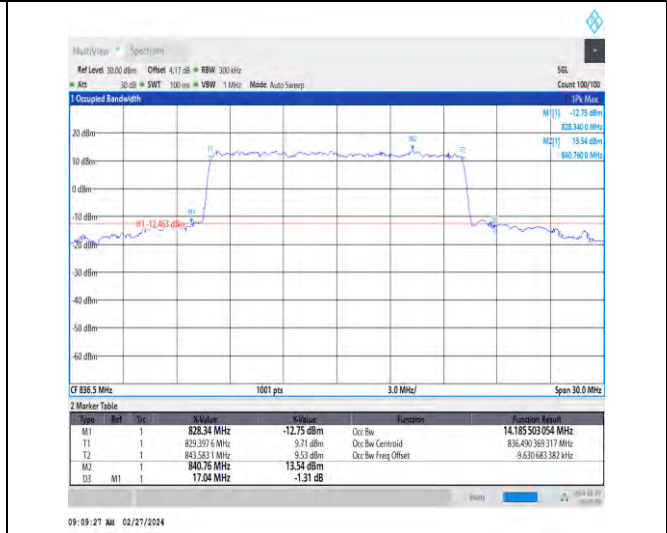 MultiView Spectrum
Ref Level 30.00 dBm Offset 4.17 dB RBW 300 kHz SGL
Att 30 dB SWT 100 ms VBW 1 MHz Mode Auto Sweep Count 100/100
1 Occupied Bandwidth 1Pk Max
M1[1] -12.75 dBm
828.340 0 MHz
M2[1] 13.54 dBm
840.760 0 MHz
20 dBm
M2
T1
T2
10 dBm
0 dBm
M1
-10 dBm
H1 -12.463 dBm
-20 dBm
-30 dBm
-40 dBm
-50 dBm
-60 dBm
CF 836.5 MHz 1001 pts 3.0 MHz/ Span 30.0 MHz
2 Marker Table
Type Ref Trc X-Value Y-Value Function Function Result
M1 1 828.34 MHz -12.75 dBm Occ Bw 14.185 503 054 MHz
T1 1 829.397 6 MHz 9.71 dBm Occ Bw Centroid 836.490 369 317 MHz
T2 1 843.583 1 MHz 9.53 dBm Occ Bw Freq Offset -9.630 683 382 kHz
M2 1 840.76 MHz 13.54 dBm
D3 M1 1 17.04 MHz -1.31 dB
Ready
09:09:27 AM 02/27/2024